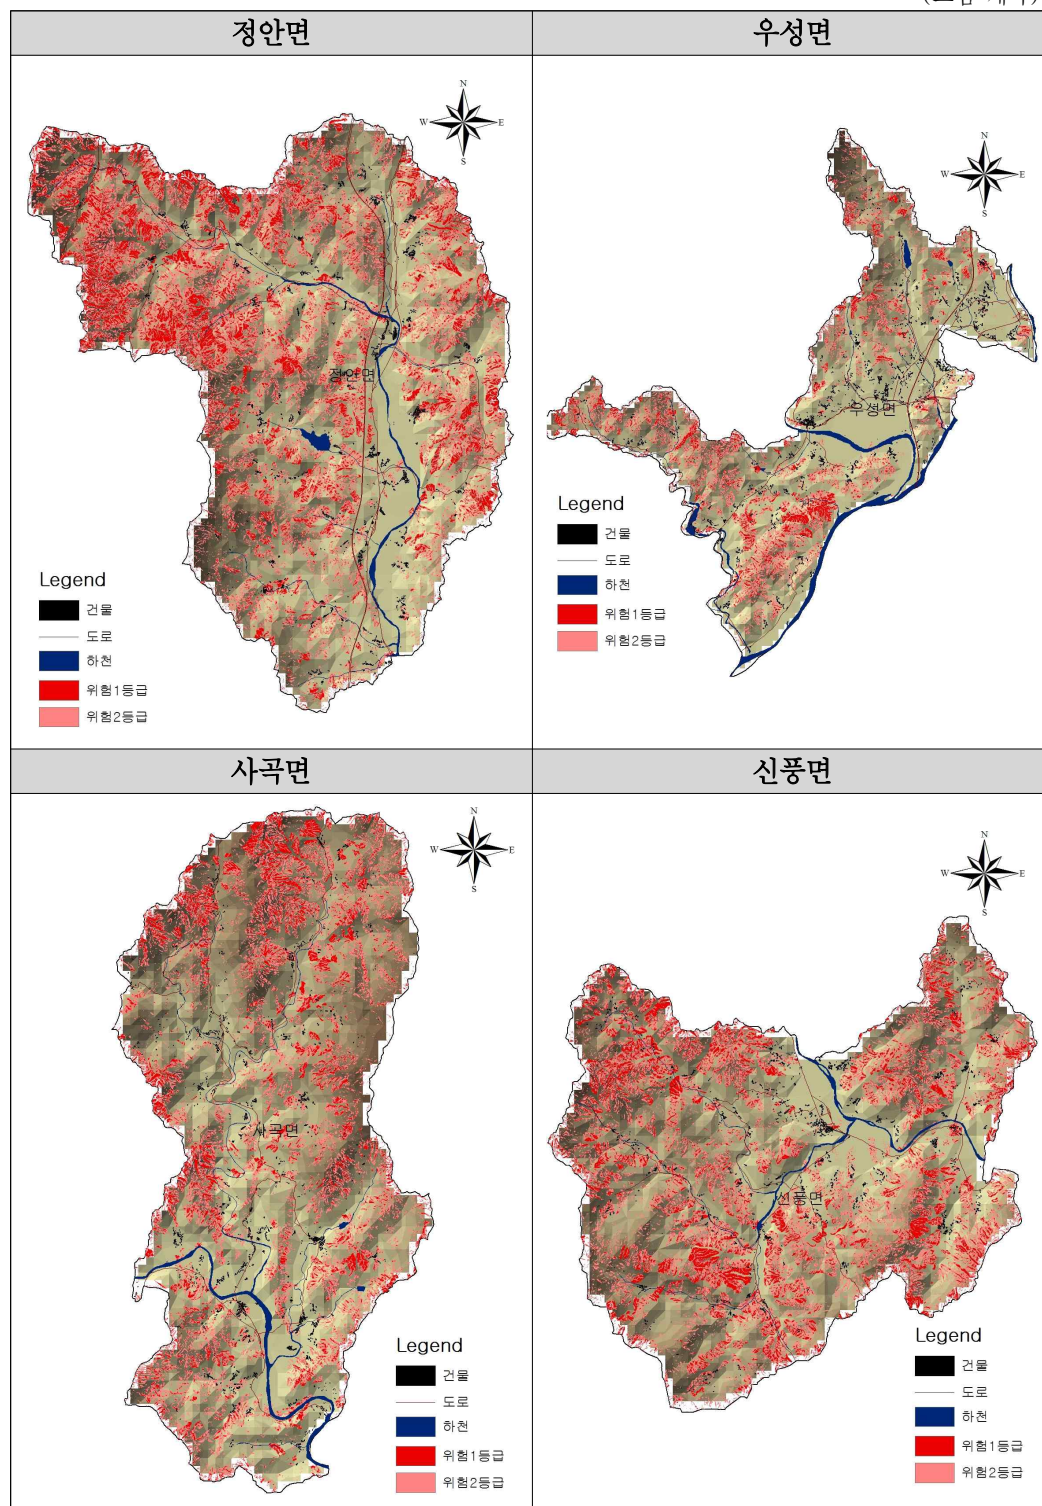 정안면
우성면
N
W
E
S
정안면
Legend
건물
도로
하천
위험1등급
위험2등급
N
W
E
S
우성면
Legend
건물
도로
하천
위험1등급
위험2등급
사곡면
신풍면
N
W
E
S
사곡면
Legend
건물
도로
하천
위험1등급
위험2등급
N
W
E
S
신풍면
Legend
건물
도로
하천
위험1등급
위험2등급